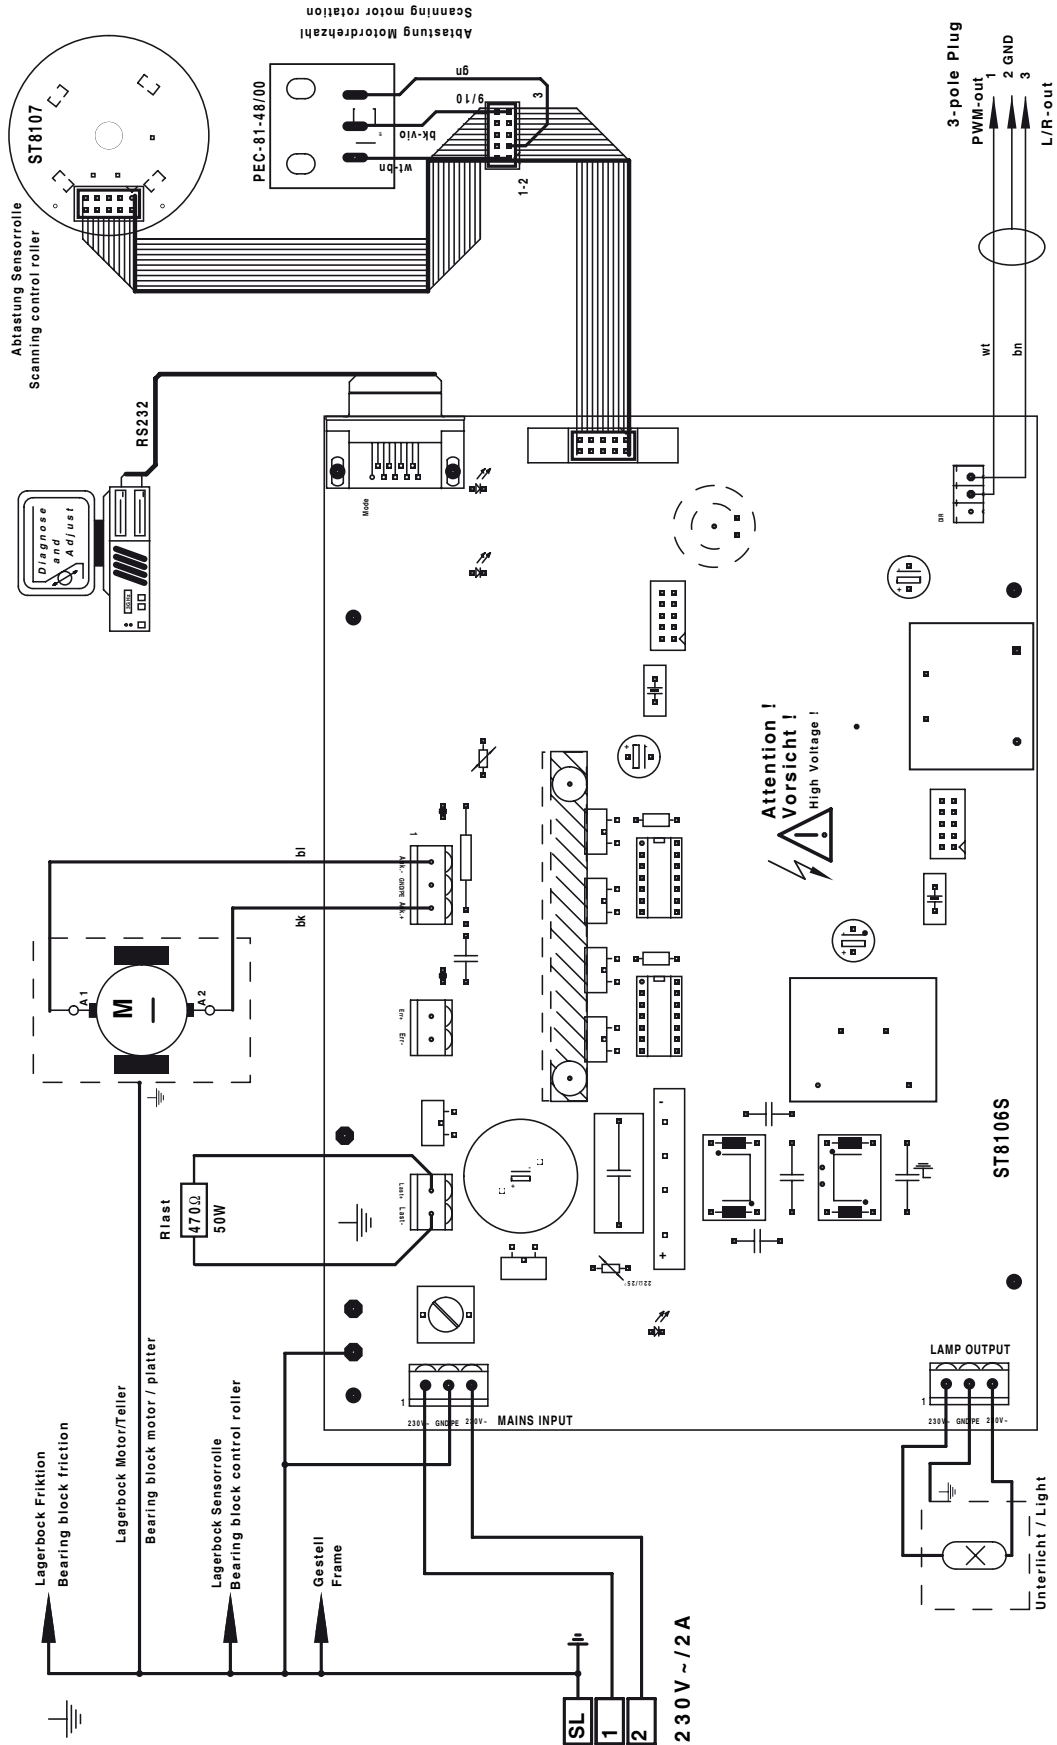 Abtastung Sensorrolle
Scanning control roller
ST8107
PEC-81-48/00
Abtastung Motordrehzahl
Scanning motor rotation
gn
9/10
bk-vio
wt-bn
3
1-2
3-pole Plug
PWM-out 1
2 GND
3
L/R-out
wt
bn
RS232
Diagnose
and
Adjust
Mode
DR
Attention !
Vorsicht !
High Voltage !
bl
bk
1
Ank.-
GND/PE
Ank.+
M
A1
A2
Err+
Err-
Rlast
470Ω
50W
Last+
Last-
+
-
ST8106S
LAMP OUTPUT
1
230V~ GND/PE 230V~
MAINS INPUT
1
230V~ GND/PE 230V~
Lagerbock Friktion
Bearing block friction
Lagerbock Motor/Teller
Bearing block motor / platter
Lagerbock Sensorrolle
Bearing block control roller
Gestell
Frame
Unterlicht / Light
SL
1
2
230V~/2A